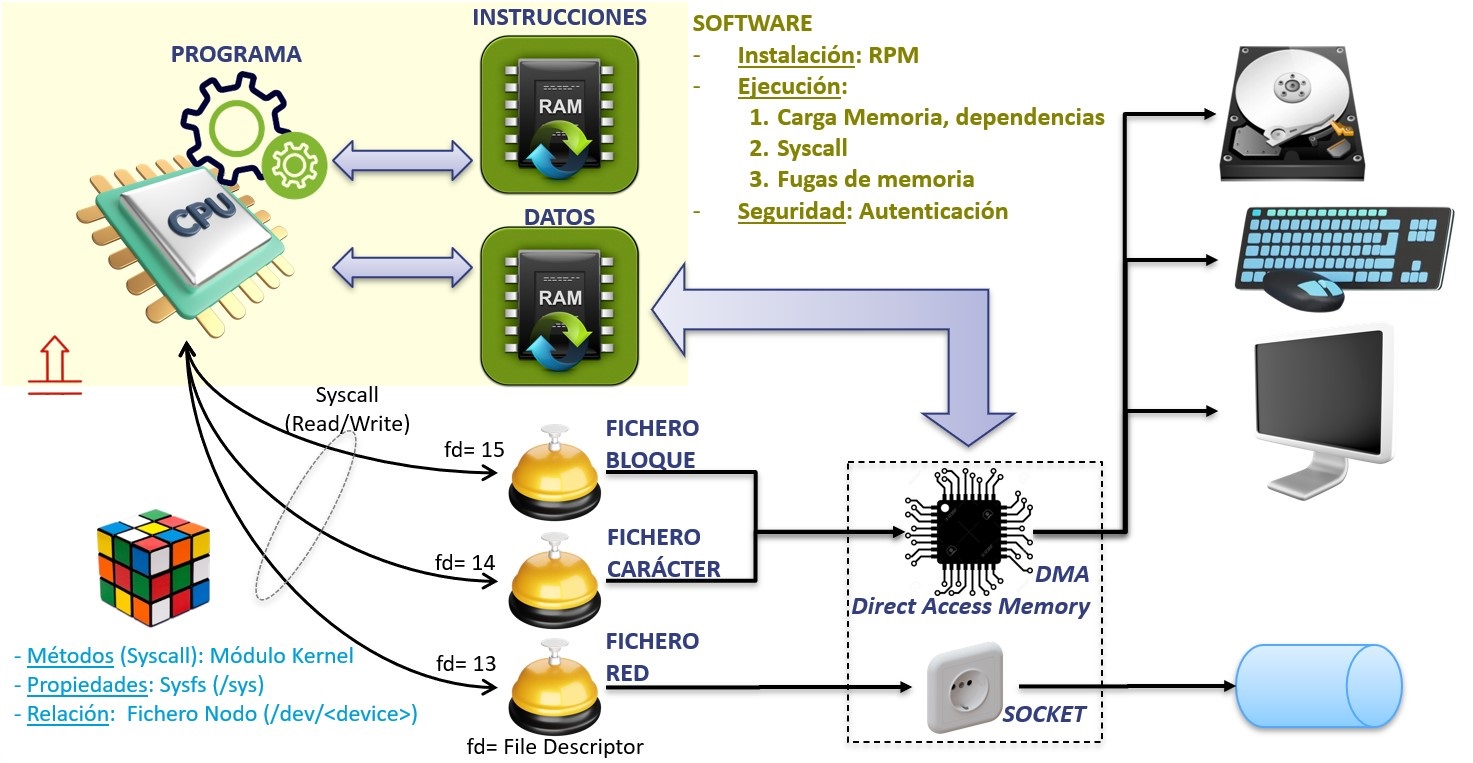 INSTRUCCIONES
PROGRAMA
RAM
CPU
DATOS
RAM
SOFTWARE
- Instalación: RPM
- Ejecución:
1. Carga Memoria, dependencias
2. Syscall
3. Fugas de memoria
- Seguridad: Autenticación
Syscall
(Read/Write)
fd= 15
FICHERO
BLOQUE
fd= 14
FICHERO
CARÁCTER
fd= 13
FICHERO
RED
fd= File Descriptor
DMA
Direct Access Memory
SOCKET
- Métodos (Syscall): Módulo Kernel
- Propiedades: Sysfs (/sys)
- Relación: Fichero Nodo (/dev/<device>)